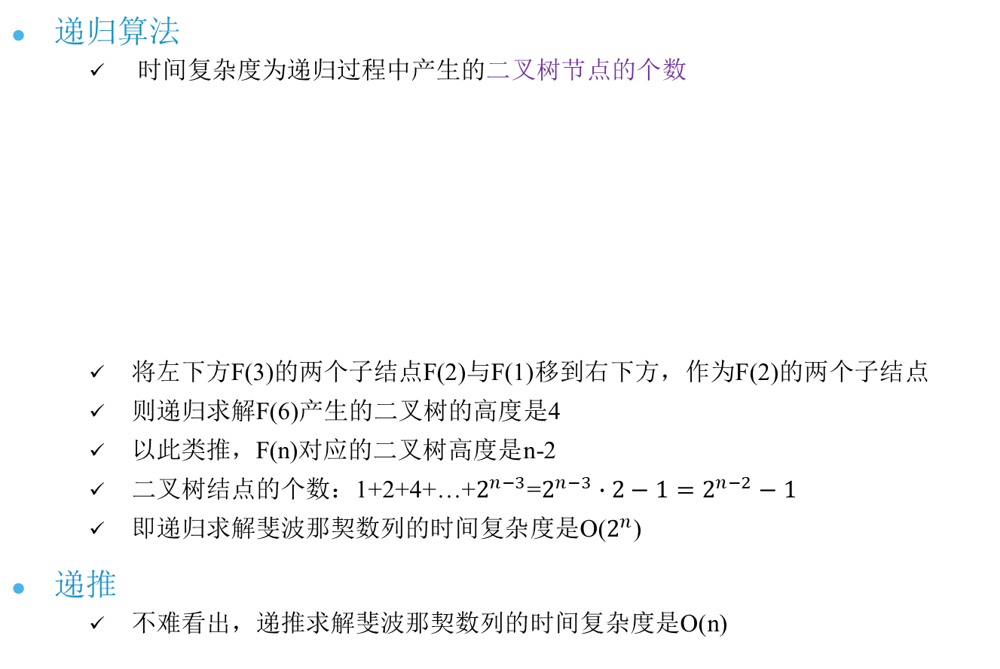 递归算法
时间复杂度为递归过程中产生的二叉树节点的个数
将左下方F(3)的两个子结点F(2)与F(1)移到右下方，作为F(2)的两个子结点
则递归求解F(6)产生的二叉树的高度是4
以此类推，F(n)对应的二叉树高度是n-2
二叉树结点的个数：1+2+4+…+2^{n−3}=2^{n−3}·2−1=2^{n−2}−1
即递归求解斐波那契数列的时间复杂度是O(2^n)
递推
不难看出，递推求解斐波那契数列的时间复杂度是O(n)